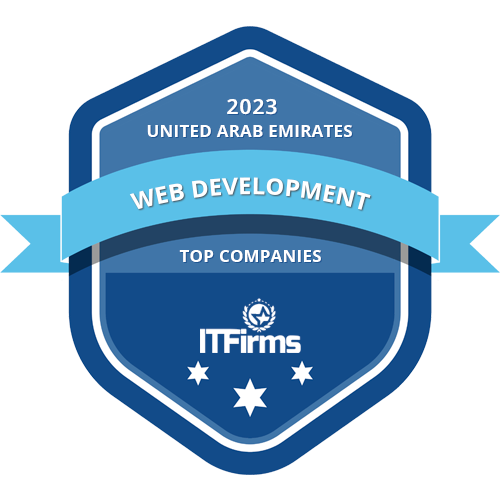 2023
UNITED ARAB EMIRATES
WEB DEVELOPMENT
TOP COMPANIES
ITFirms